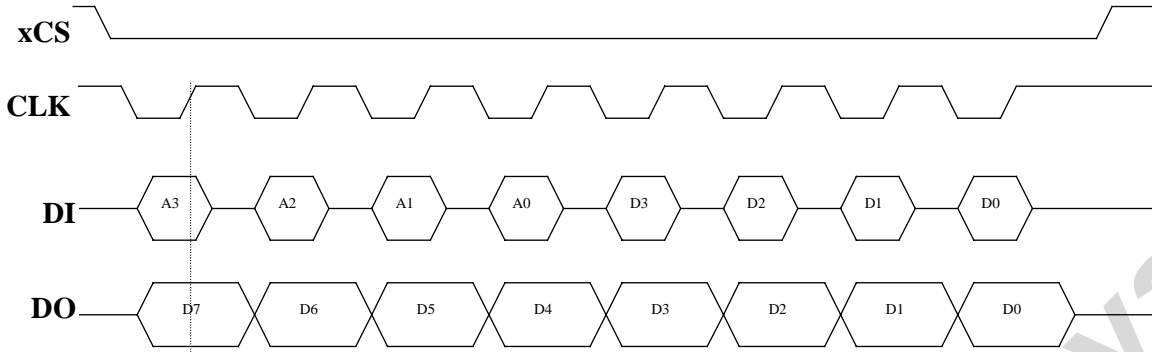 xCS
CLK
DI A3 A2 A1 A0 D3 D2 D1 D0
DO D7 D6 D5 D4 D3 D2 D1 D0